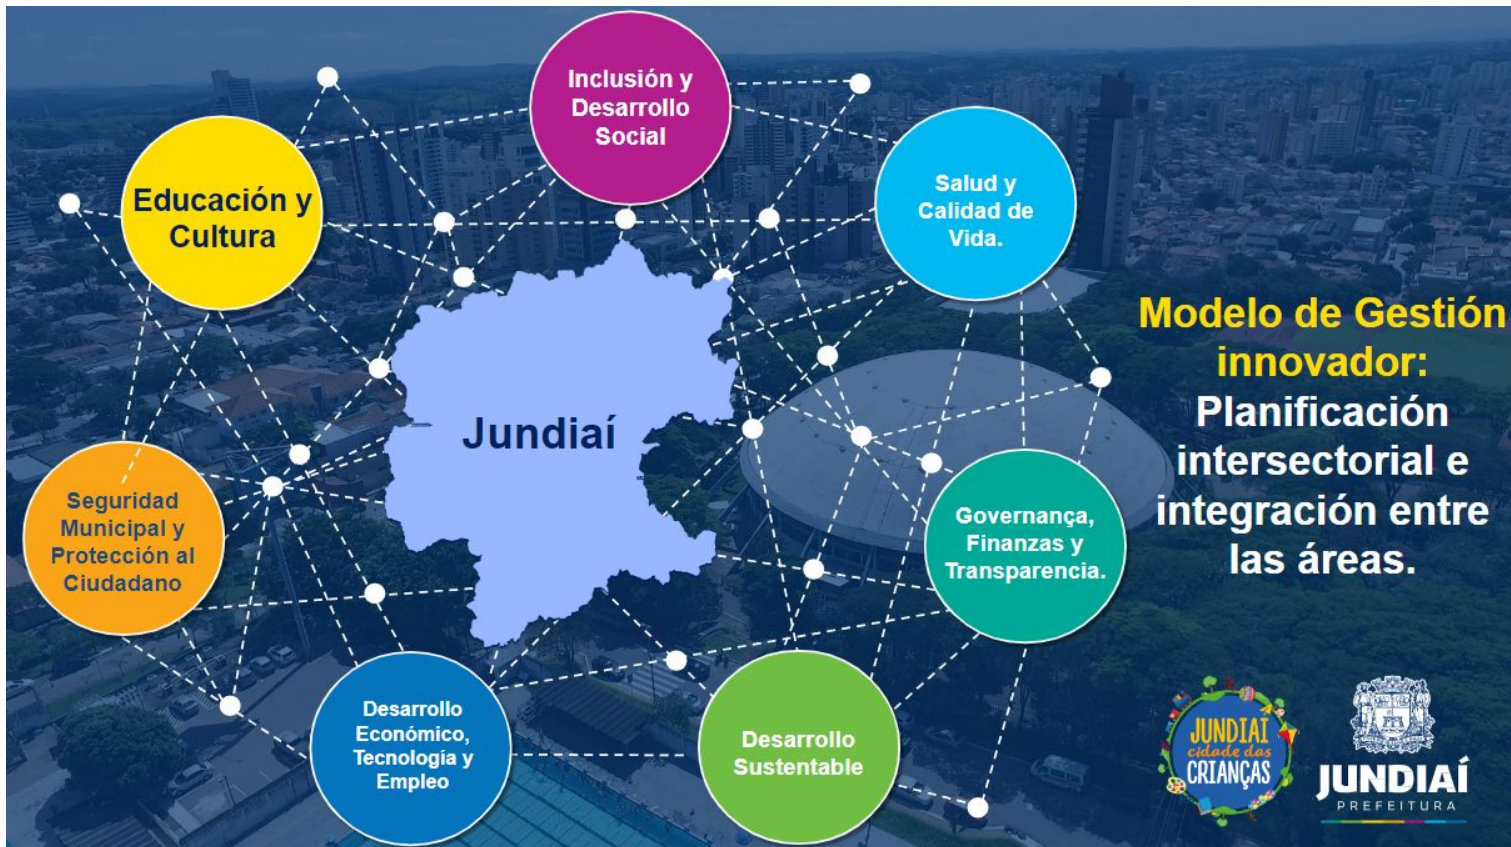 Inclusión y
Desarrollo
Social
Educación y
Cultura
Salud y
Calidad de
Vida.
Modelo de Gestión
innovador:
Planificación
intersectorial e
integración entre
las áreas.
Jundiaí
Seguridad
Municipal y
Protección al
Ciudadano
Governança,
Finanzas y
Transparencia.
Desarrollo
Económico,
Tecnología y
Empleo
Desarrollo
Sustentable
JUNDIAÍ
cidade das
CRIANÇAS
JUNDIAÍ
PREFEITURA